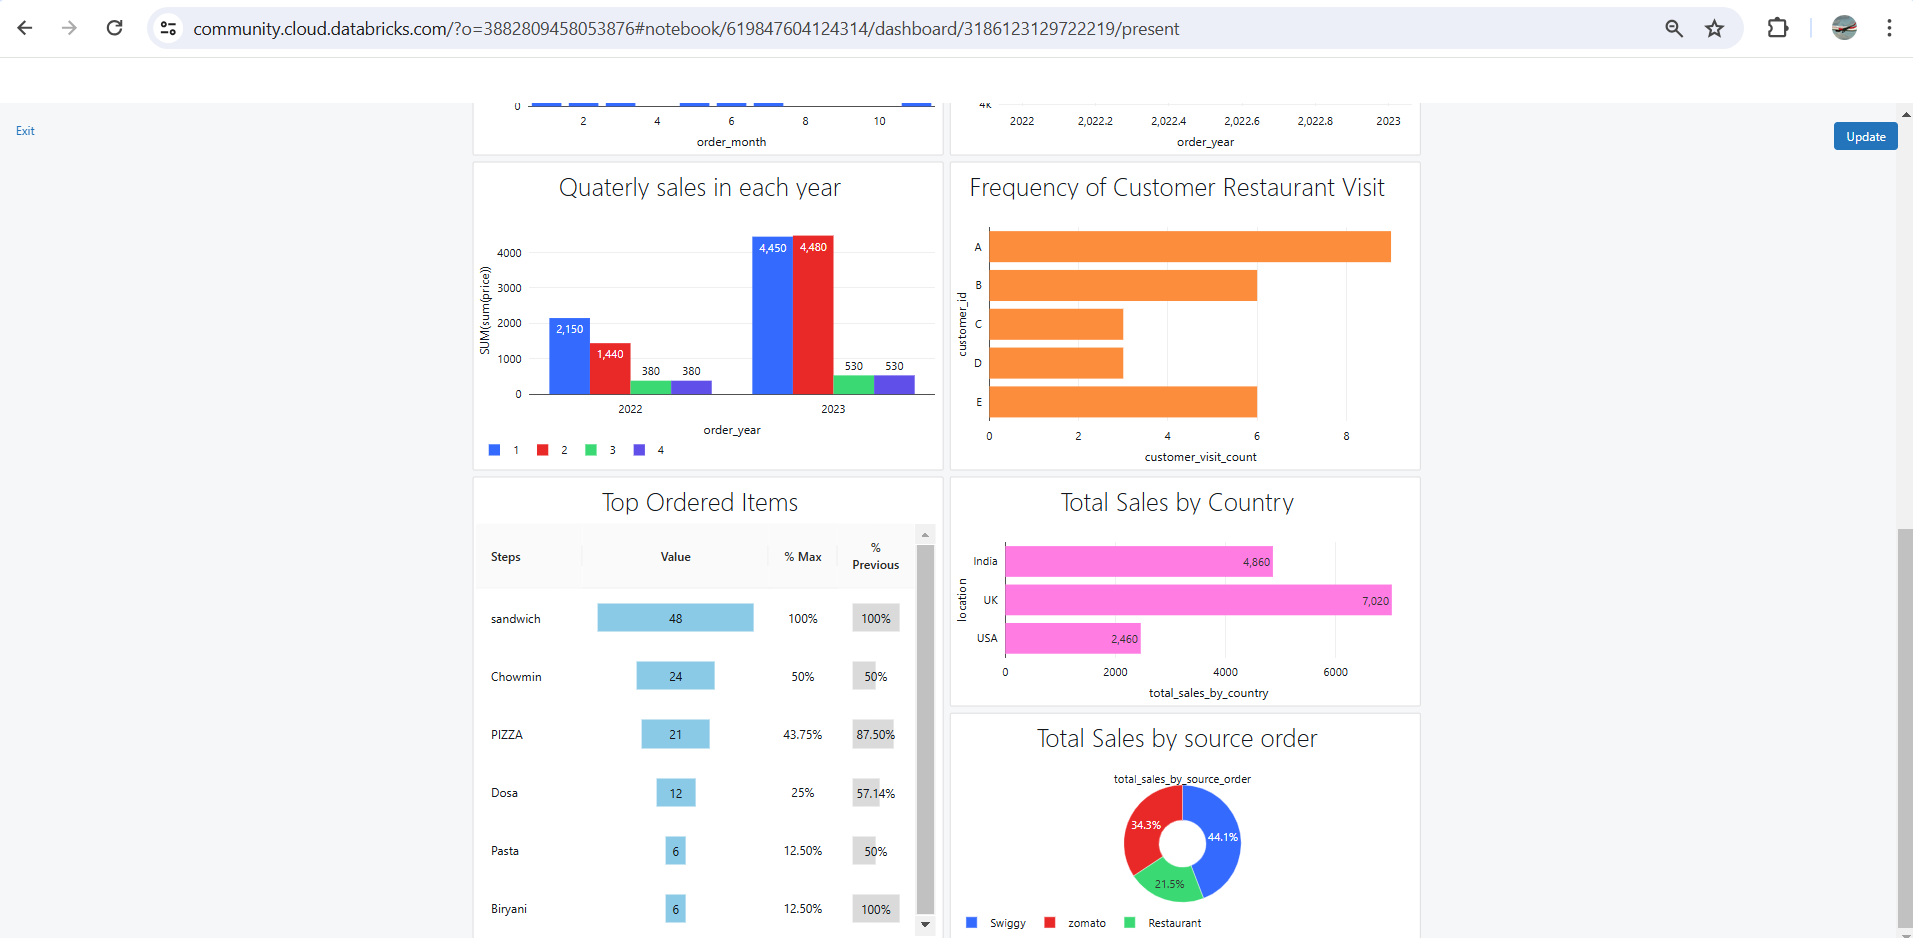 community.cloud.databricks.com/?o=3882809458053876#notebook/619847604124314/dashboard/3186123129722219/present
Exit
Update
0
2 4 6 8 10
order_month
4K
2022 2,022.2 2,022.4 2,022.6 2,022.8 2023
order_year
Quaterly sales in each year
SUM(sum(price))
4000
3000
2000
1000
0
2,150
1,440
380
380
4,450
4,480
530
530
2022 2023
order_year
1 2 3 4
Frequency of Customer Restaurant Visit
customer_id
A
B
C
D
E
0 2 4 6 8
customer_visit_count
Top Ordered Items
Steps Value % Max % Previous
sandwich 48 100% 100%
Chowmin 24 50% 50%
PIZZA 21 43.75% 87.50%
Dosa 12 25% 57.14%
Pasta 6 12.50% 50%
Biryani 6 12.50% 100%
Total Sales by Country
location
India 4,860
UK 7,020
USA 2,460
0 2000 4000 6000
total_sales_by_country
Total Sales by source order
total_sales_by_source_order
34.3%
44.1%
21.5%
Swiggy zomato Restaurant